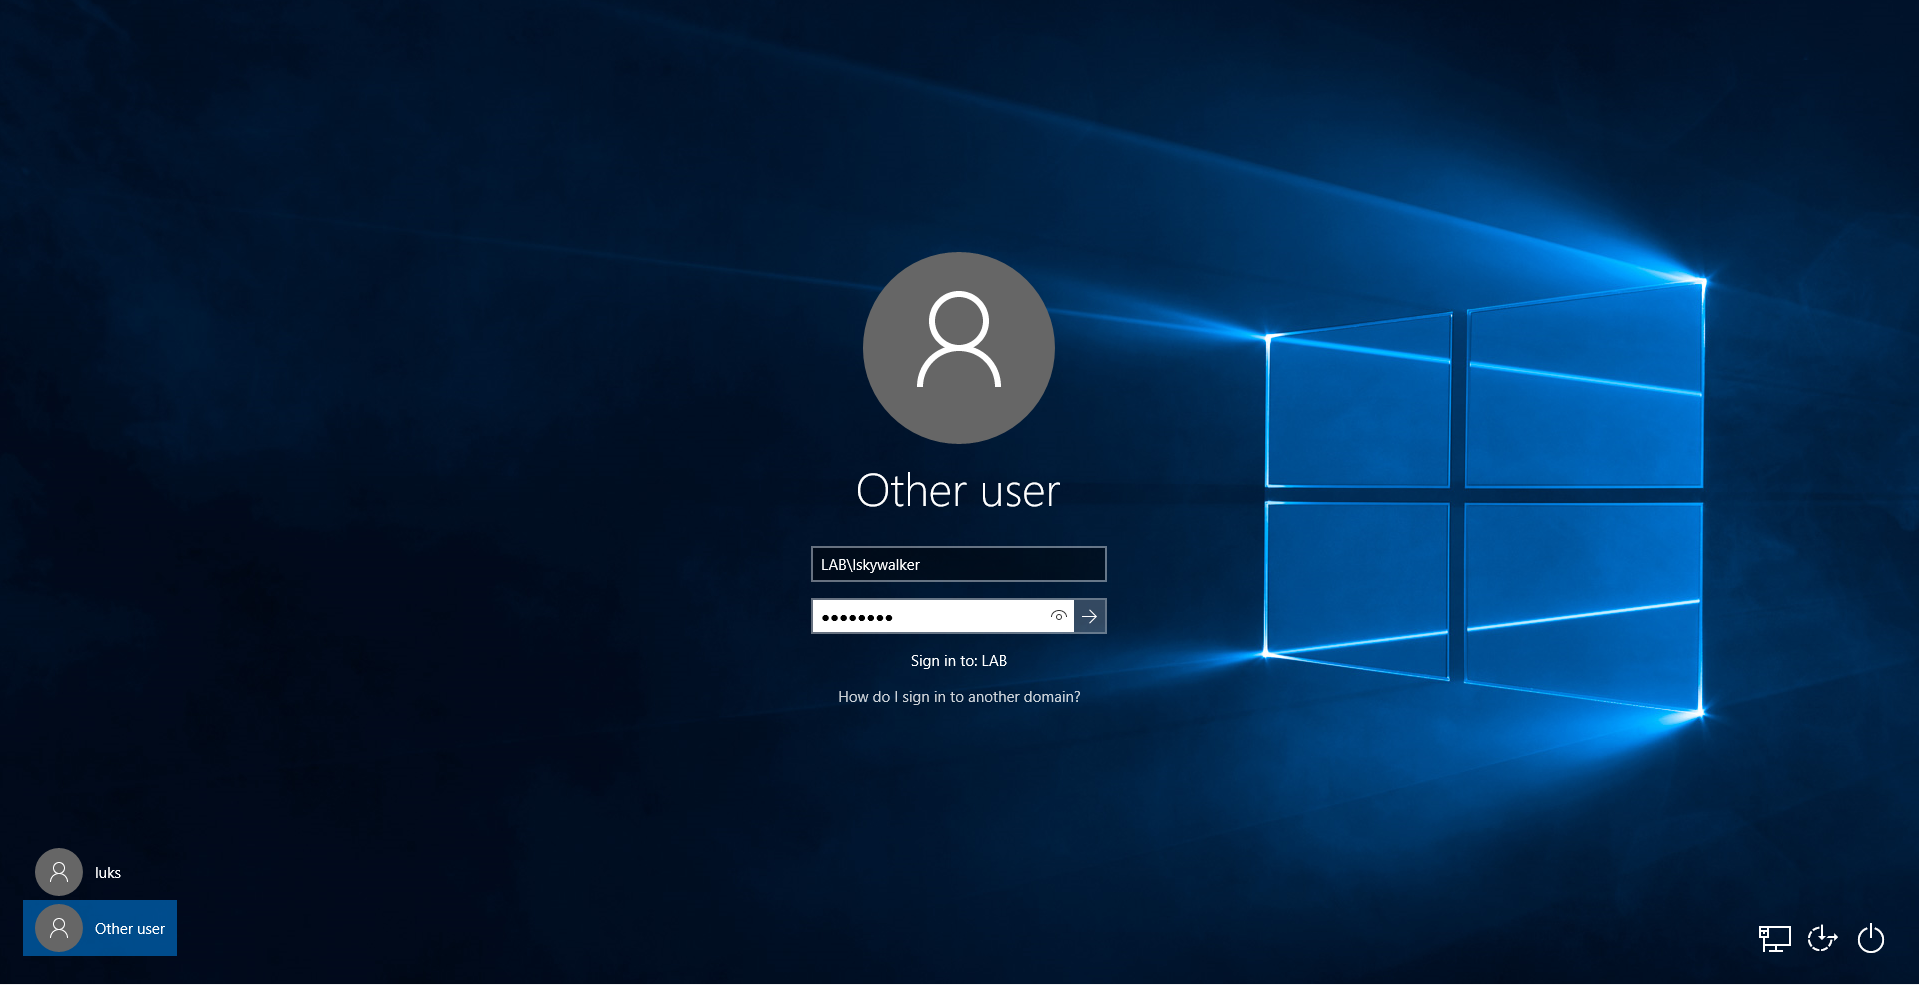 Other user
LAB\lskywalker
••••••••
Sign in to: LAB
How do I sign in to another domain?
luks
Other user